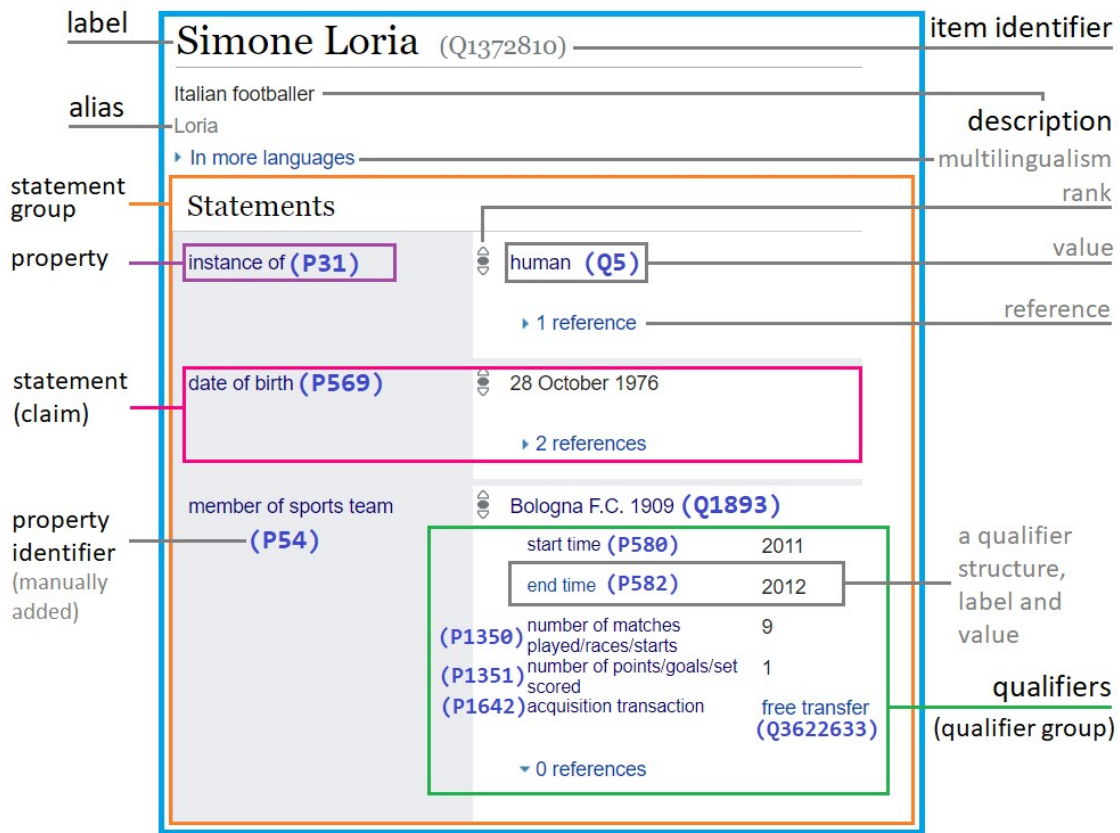 label
Simone Loria (Q1372810)
item identifier
Italian footballer
alias
Loria
description
In more languages
multilingualism
rank
statement
group
Statements
property
instance of (P31)
human (Q5)
value
1 reference
reference
statement
(claim)
date of birth (P569)
28 October 1976
2 references
property
identifier
(manually
added)
member of sports team
(P54)
Bologna F.C. 1909 (Q1893)
start time (P580) 2011
end time (P582) 2012
a qualifier
structure,
label and
value
(P1350) number of matches
played/races/starts
9
(P1351) number of points/goals/set
scored
1
(P1642) acquisition transaction
free transfer
(Q3622633)
qualifiers
(qualifier group)
0 references